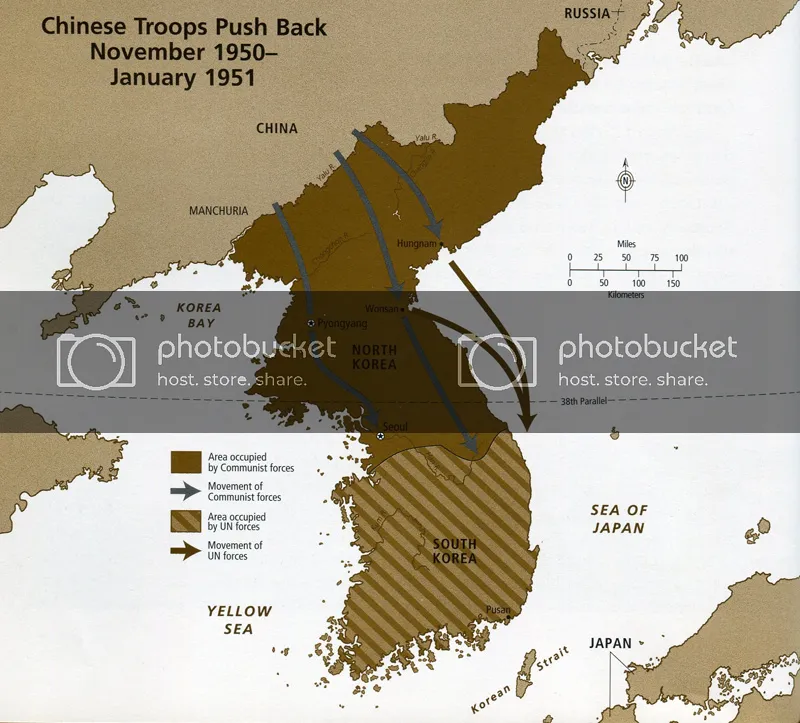 Chinese Troops Push Back
November 1950–
January 1951
RUSSIA
CHINA
Yalu R.
Yalu R.
MANCHURIA
N
Hungnam
Miles
0 25 50 75 100
0 50 100 150
Kilometers
KOREA
BAY
Wonsan
Pyongyang
photobucket
host. store. share.
photobucket
host. store. share.
NORTH
KOREA
38th Parallel
Seoul
Area occupied
by Communist forces
Movement of
Communist forces
Area occupied
by UN forces
Movement of
UN forces
SEA OF
JAPAN
SOUTH
KOREA
YELLOW
SEA
Pusan
JAPAN
Korean Strait